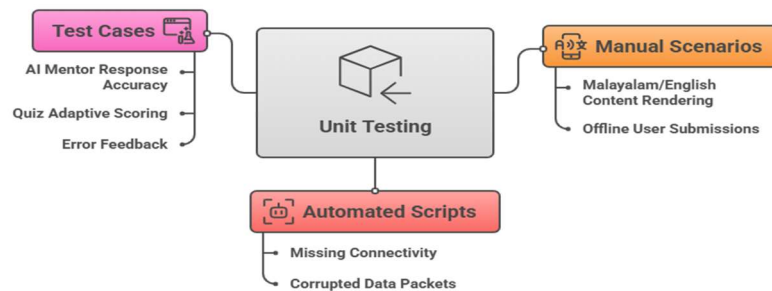 Test Cases
AI Mentor Response
Accuracy
Quiz Adaptive Scoring
Error Feedback
Unit Testing
Manual Scenarios
Malayalam/English
Content Rendering
Offline User Submissions
Automated Scripts
Missing Connectivity
Corrupted Data Packets